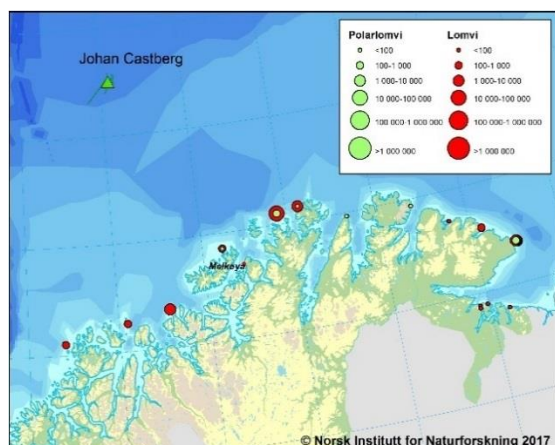 Johan Castberg
Polarlomvi
Lomvi
<100
<100
100-1 000
100-1 000
1 000-10 000
1 000-10 000
10 000-100 000
10 000-100 000
100 000-1 000 000
100 000-1 000 000
>1 000 000
>1 000 000
Melkøya
© Norsk Institutt for Naturforskning 2017